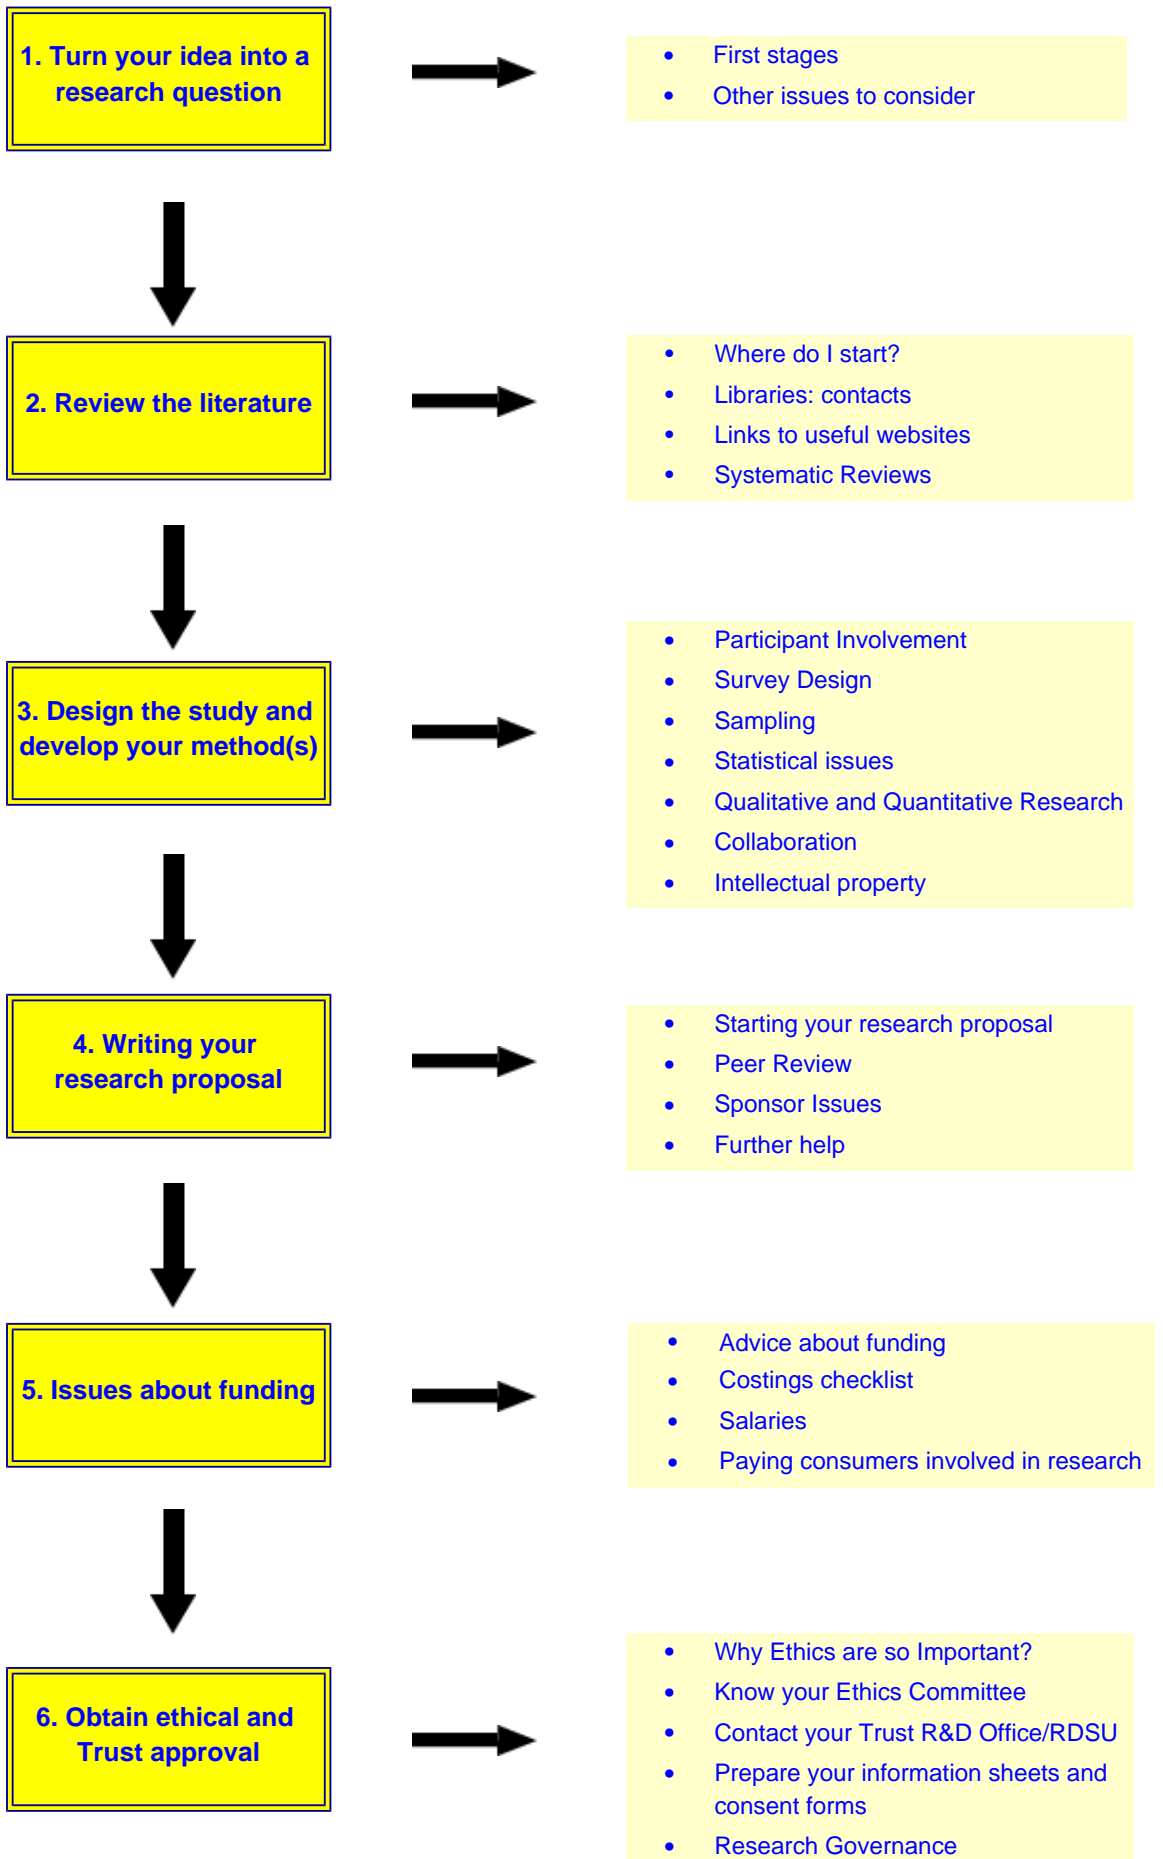 1. Turn your idea into a
research question
• First stages
• Other issues to consider
2. Review the literature
• Where do I start?
• Libraries: contacts
• Links to useful websites
• Systematic Reviews
3. Design the study and
develop your method(s)
• Participant Involvement
• Survey Design
• Sampling
• Statistical issues
• Qualitative and Quantitative Research
• Collaboration
• Intellectual property
4. Writing your
research proposal
• Starting your research proposal
• Peer Review
• Sponsor Issues
• Further help
5. Issues about funding
• Advice about funding
• Costings checklist
• Salaries
• Paying consumers involved in research
6. Obtain ethical and
Trust approval
• Why Ethics are so Important?
• Know your Ethics Committee
• Contact your Trust R&D Office/RDSU
• Prepare your information sheets and
consent forms
• Research Governance